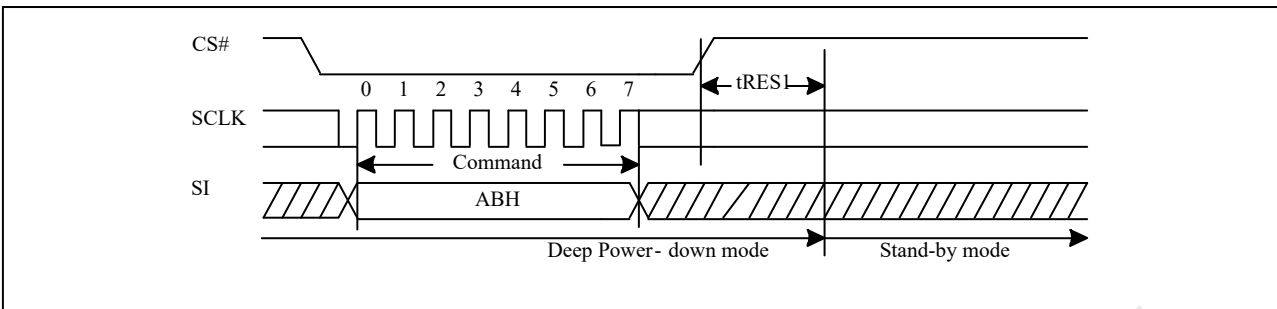 CS#
tRES1
0 1 2 3 4 5 6 7
SCLK
Command
SI
ABH
Deep Power- down mode Stand-by mode